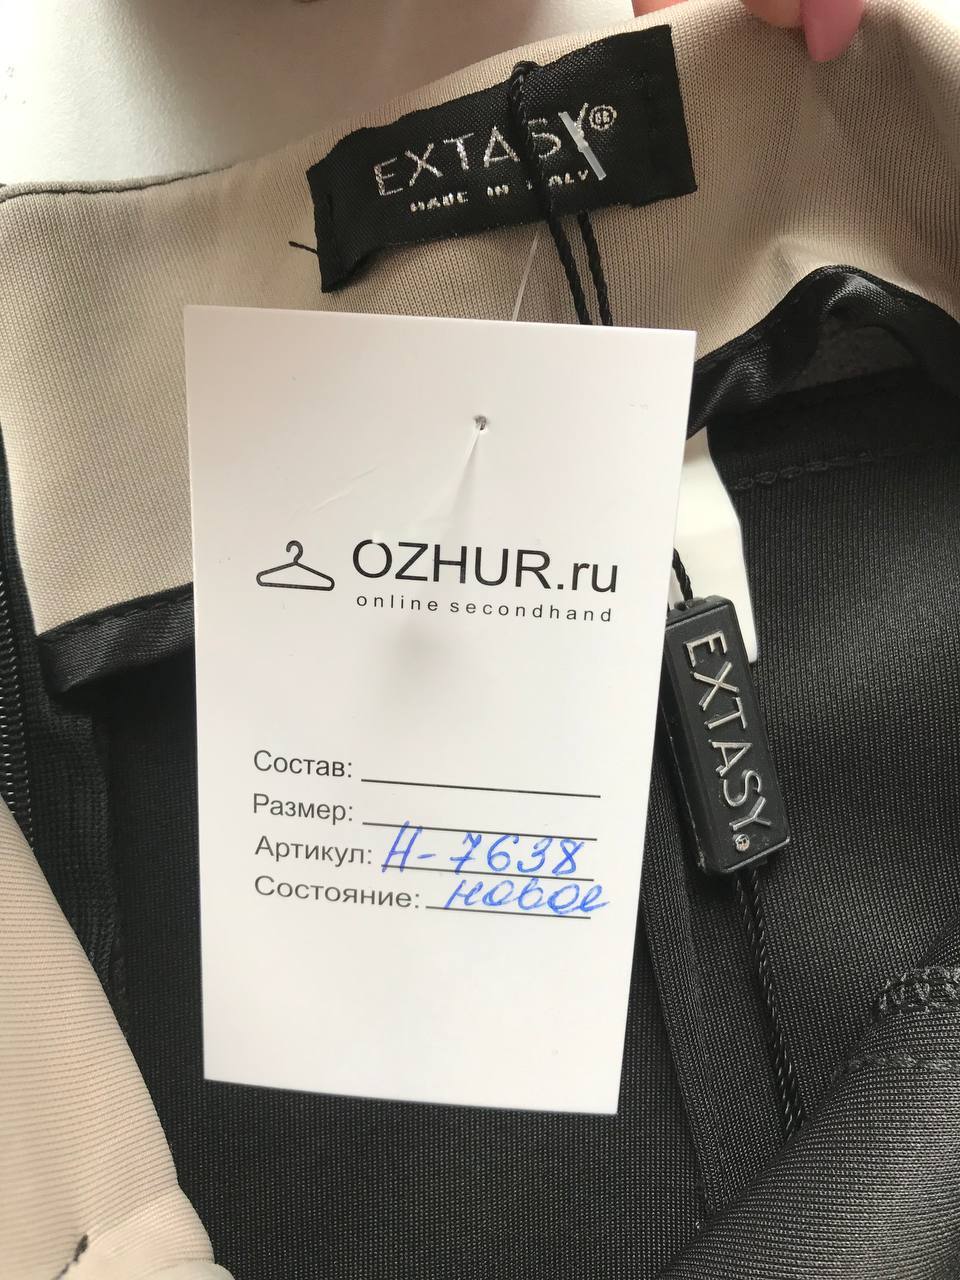 EXTASY
MADE IN ITALY
OZHUR.ru
online secondhand
Состав:
Размер:
Артикул: Н-7638
Состояние: новое
EXTASY